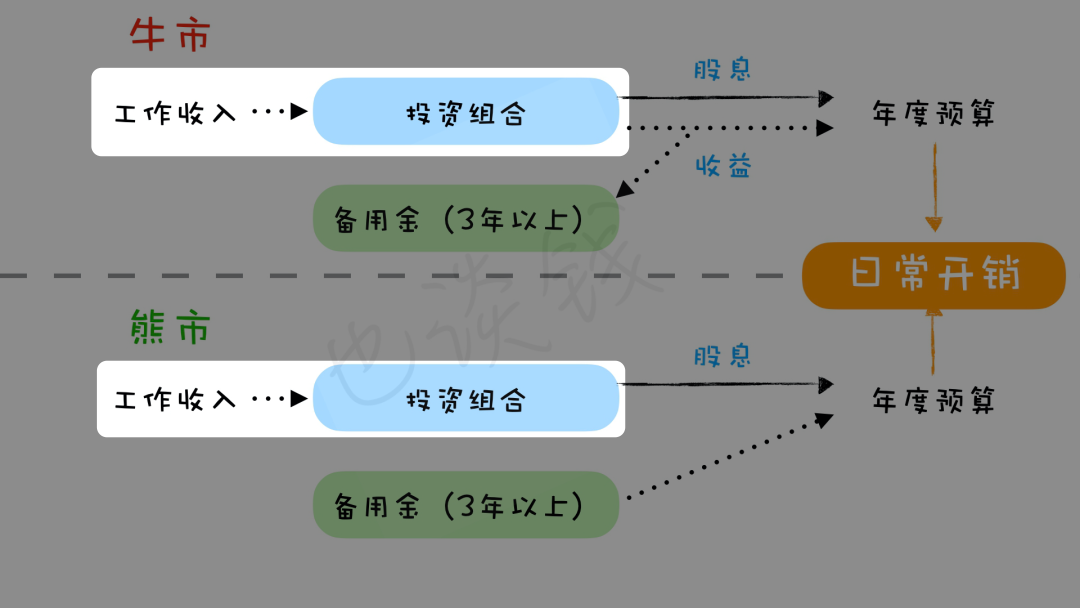 牛市
股息
工作收入
投资组合
年度预算
收益
备用金（3年以上）
日常开销
也谈钱
熊市
股息
工作收入
投资组合
年度预算
备用金（3年以上）